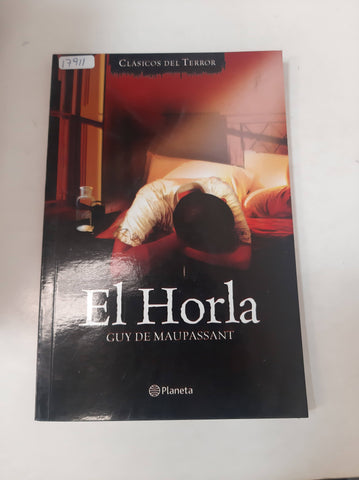 17911
CLÁSICOS DEL TERROR
El Horla
GUY DE MAUPASSANT
Planeta